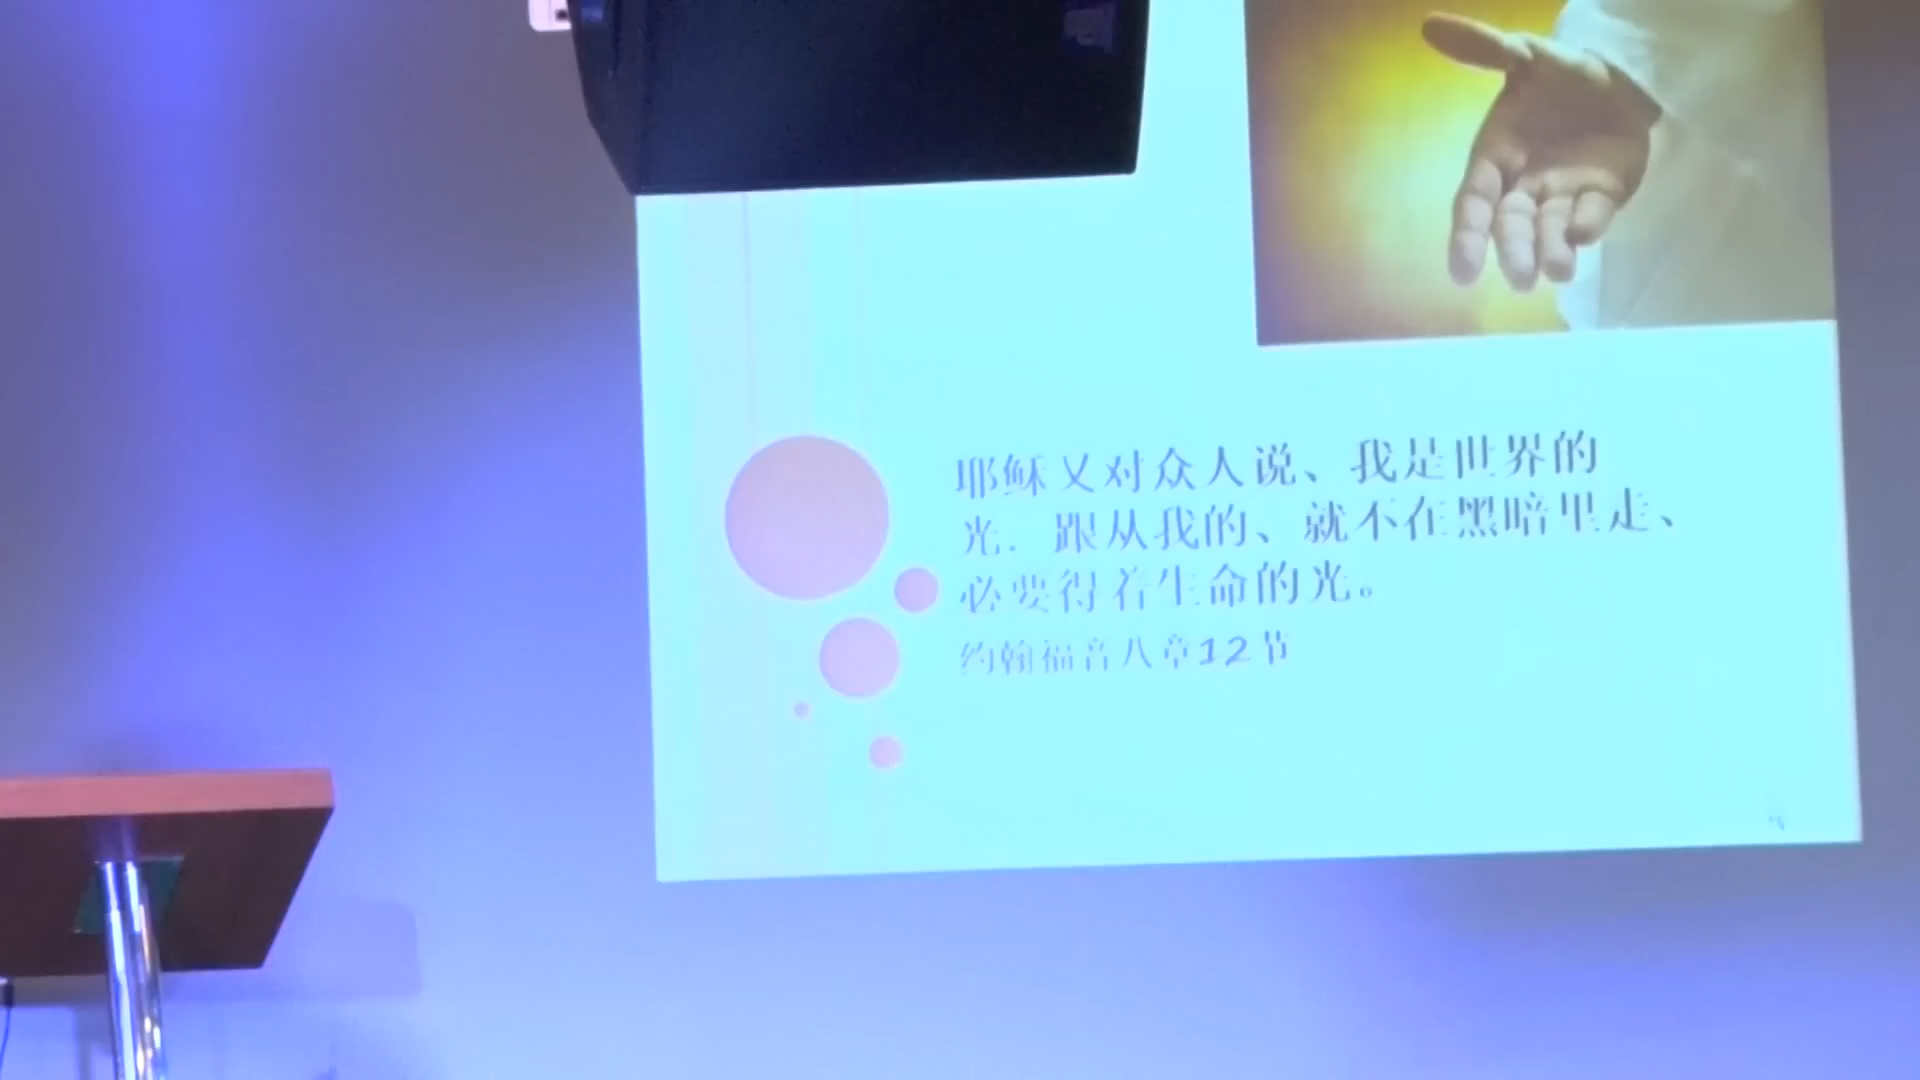 耶稣又对众人说、我是世界的
光．跟从我的、就不在黑暗里走、
必要得着生命的光。
约翰福音八章12节